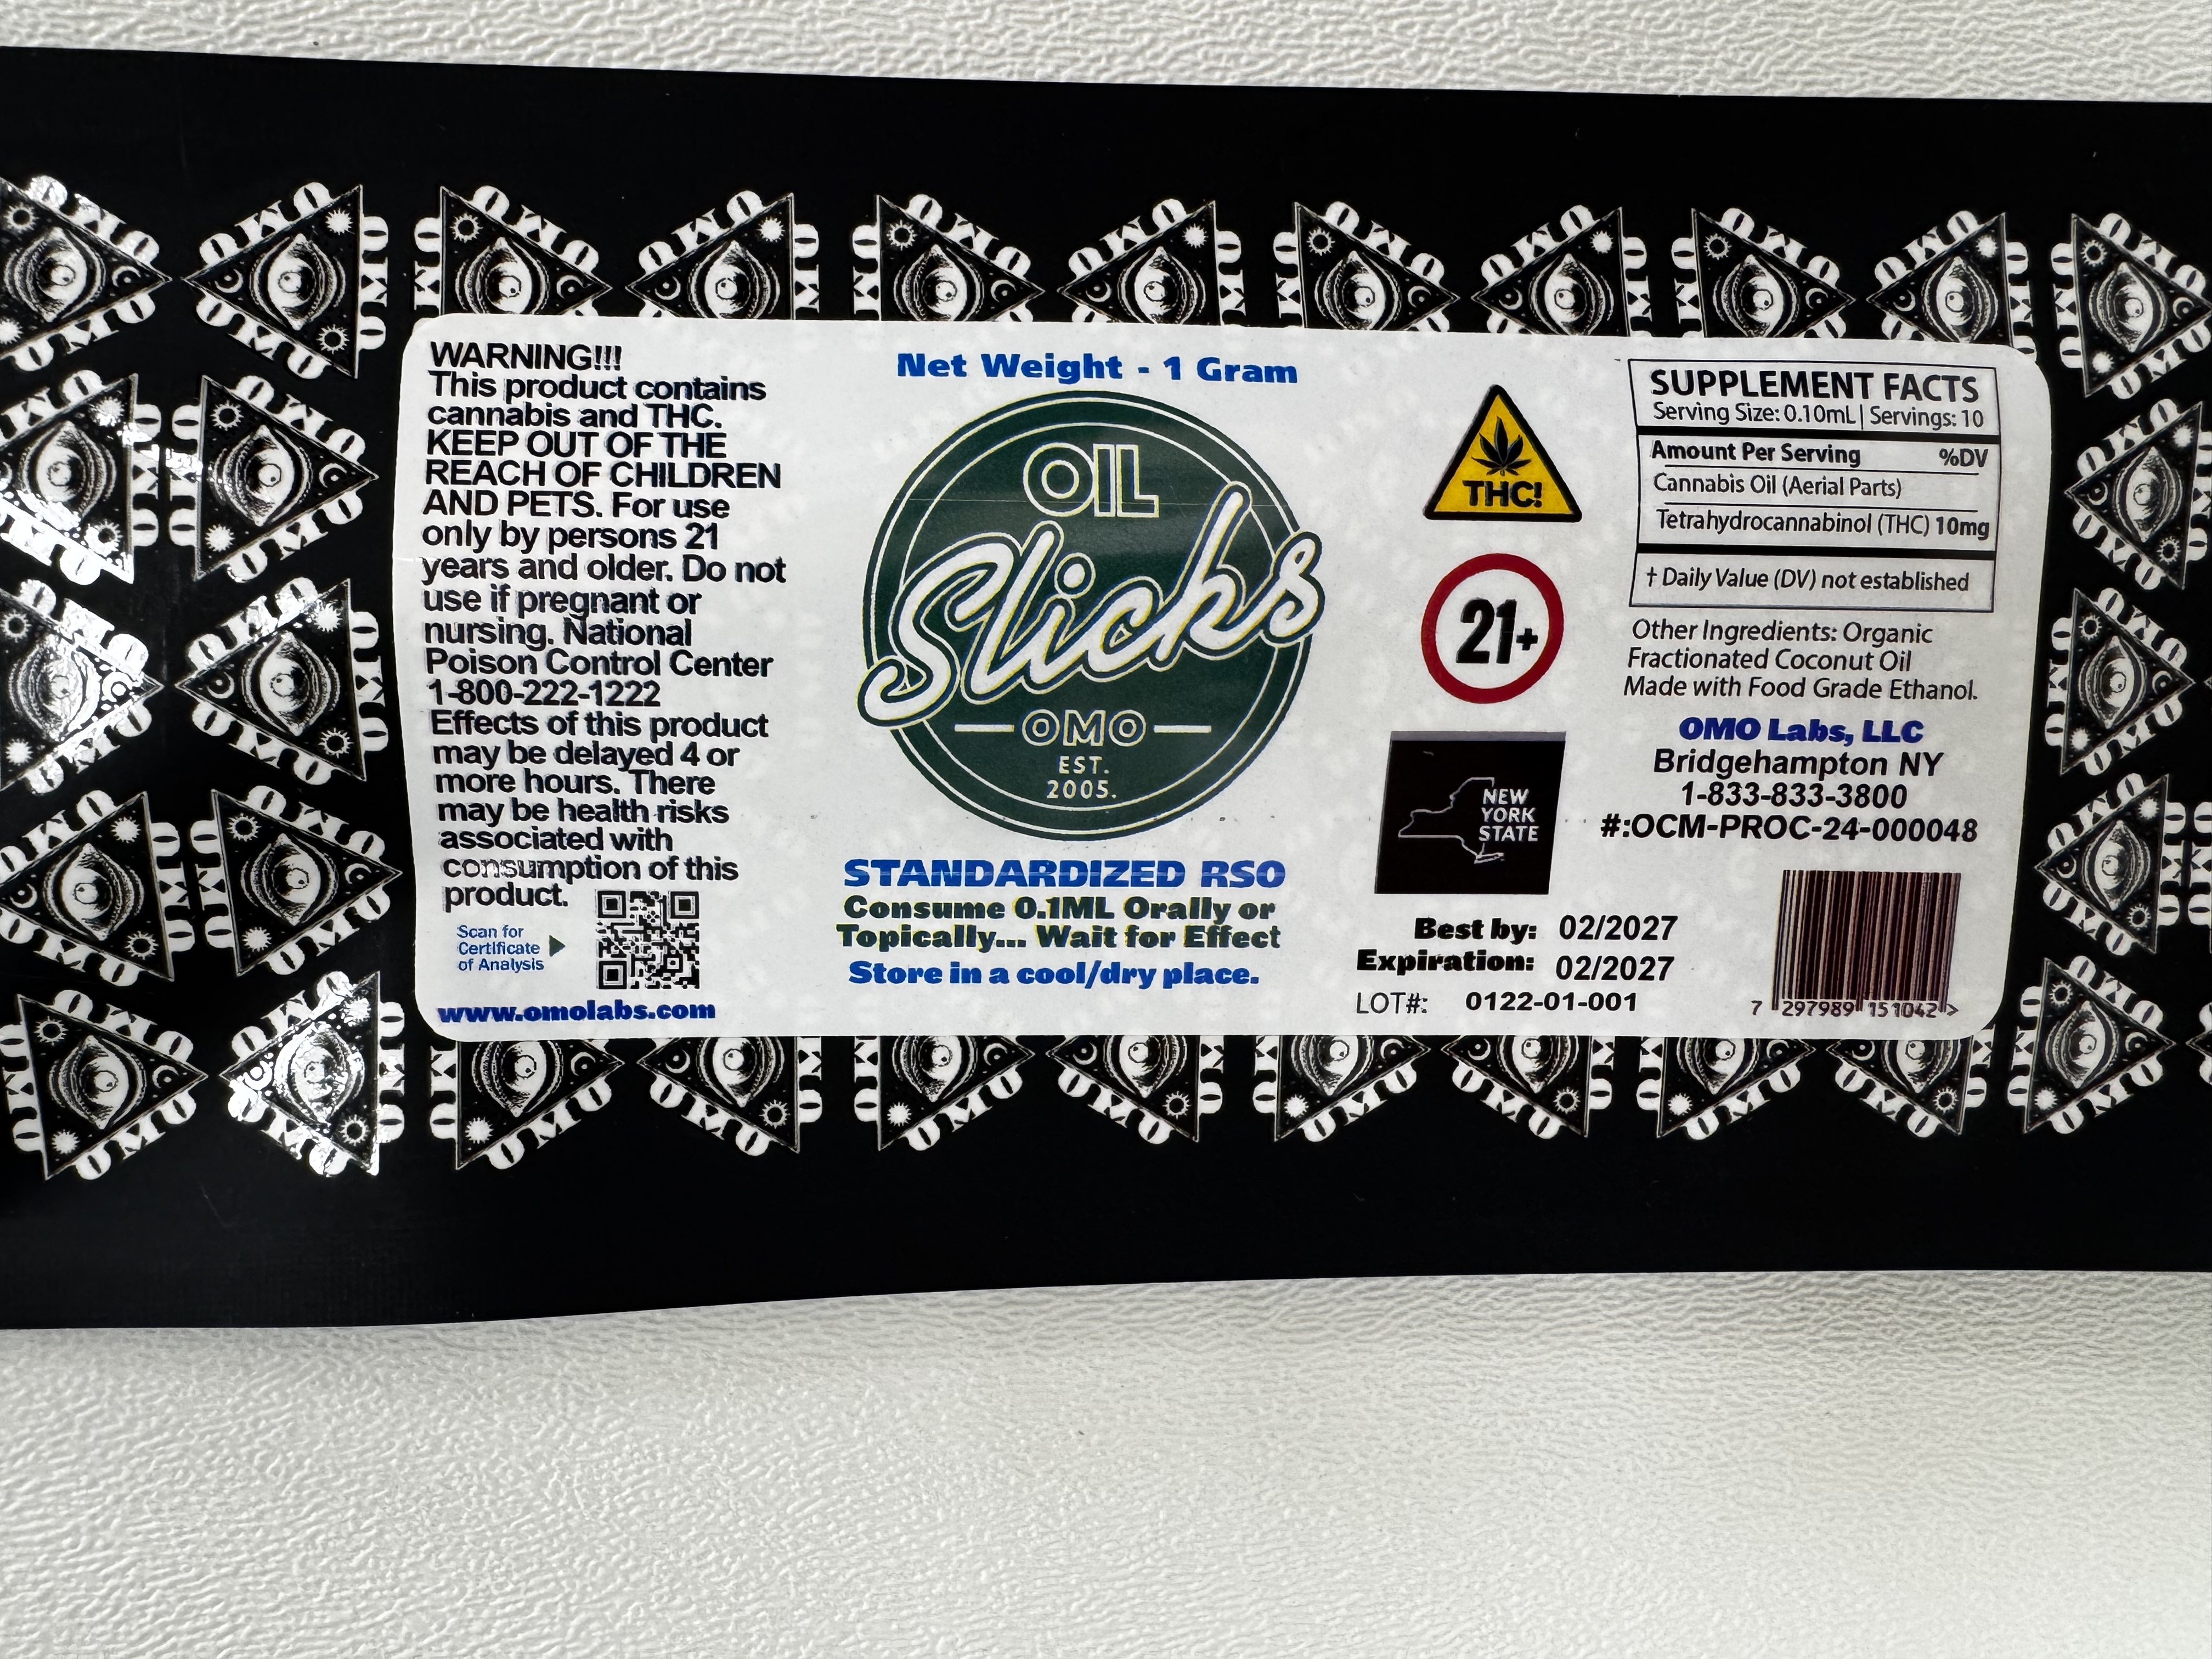 WARNING!!!
This product contains
cannabis and THC.
KEEP OUT OF THE
REACH OF CHILDREN
AND PETS. For use
only by persons 21
years and older. Do not
use if pregnant or
nursing. National
Poison Control Center
1-800-222-1222
Effects of this product
may be delayed 4 or
more hours. There
may be health risks
associated with
consumption of this
product.
Scan for
Certificate
of Analysis
www.omolabs.com
Net Weight - 1 Gram
OIL
Slicks
OMO
EST.
2005.
STANDARDIZED RSO
Consume 0.1ML Orally or
Topically... Wait for Effect
Store in a cool/dry place.
THC!
21+
NEW
YORK
STATE
Best by: 02/2027
Expiration: 02/2027
LOT#: 0122-01-001
SUPPLEMENT FACTS
Serving Size: 0.10mL | Servings: 10
Amount Per Serving %DV
Cannabis Oil (Aerial Parts)
Tetrahydrocannabinol (THC) 10mg
† Daily Value (DV) not established
Other Ingredients: Organic
Fractionated Coconut Oil
Made with Food Grade Ethanol.
OMO Labs, LLC
Bridgehampton NY
1-833-833-3800
#:OCM-PROC-24-000048
7 297989 151042 >
OMO